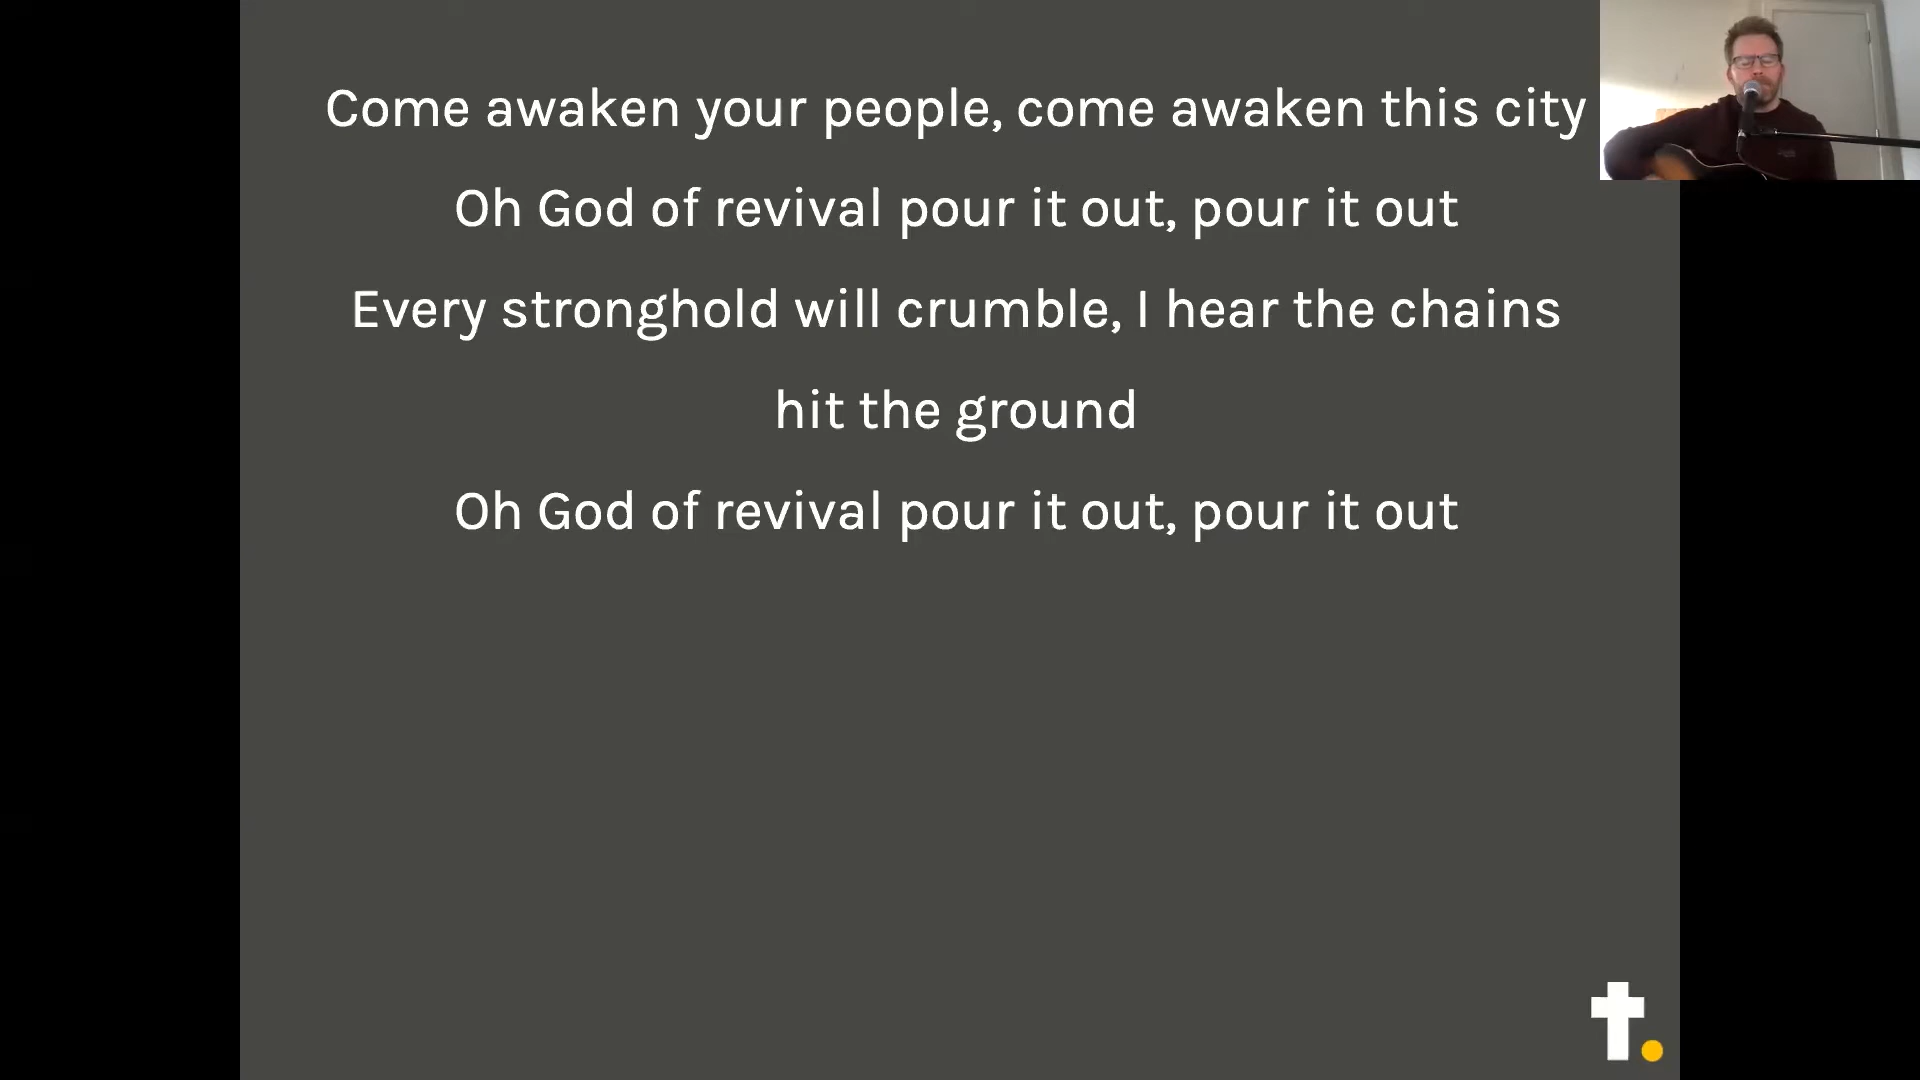 Come awaken your people, come awaken this city
Oh God of revival pour it out, pour it out
Every stronghold will crumble, I hear the chains
hit the ground
Oh God of revival pour it out, pour it out